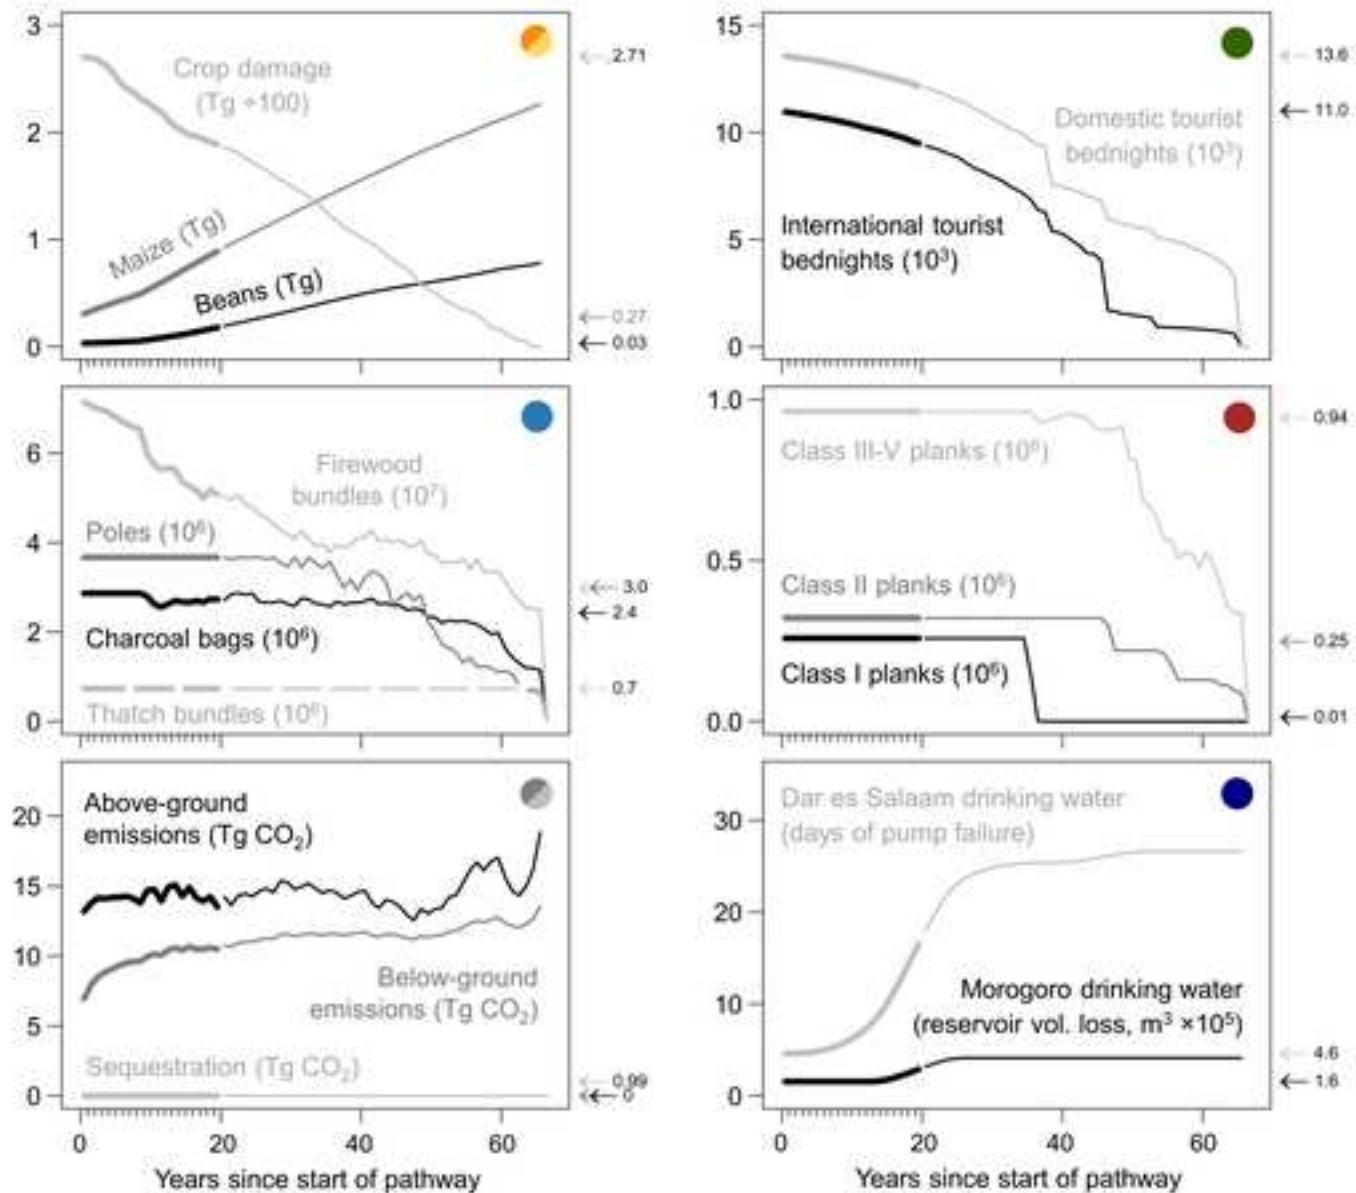 3
2
1
0
Crop damage
(Tg ÷100)
Maize (Tg)
Beans (Tg)
2.71
0.27
0.03
15
10
5
0
Domestic tourist
bednights (10³)
International tourist
bednights (10³)
13.6
11.0
6
4
2
0
Firewood
bundles (10⁷)
Poles (10⁶)
Charcoal bags (10⁶)
Thatch bundles (10⁶)
3.0
2.4
0.7
1.0
0.5
0.0
Class III-V planks (10⁶)
Class II planks (10⁶)
Class I planks (10⁶)
0.94
0.25
0.01
20
15
10
5
0
Above-ground
emissions (Tg CO₂)
Below-ground
emissions (Tg CO₂)
Sequestration (Tg CO₂)
0.99
0
0 20 40 60
Years since start of pathway
30
20
10
0
Dar es Salaam drinking water
(days of pump failure)
Morogoro drinking water
(reservoir vol. loss, m³ ×10⁵)
4.6
1.6
0 20 40 60
Years since start of pathway